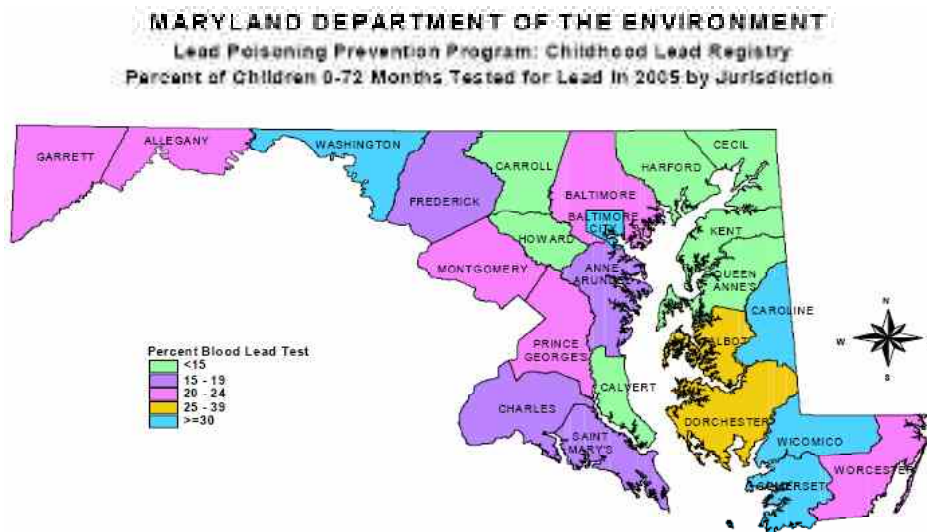 MARYLAND DEPARTMENT OF THE ENVIRONMENT
Lead Poisoning Prevention Program: Childhood Lead Registry
Percent of Children 0-72 Months Tested for Lead in 2005 by Jurisdiction
GARRETT
ALLEGANY
WASHINGTON
FREDERICK
CARROLL
BALTIMORE
HARFORD
CECIL
BALTIMORE
CITY
HOWARD
KENT
MONTGOMERY
ANNE
ARUNDEL
QUEEN
ANNE'S
CAROLINE
TALBOT
PRINCE
GEORGE'S
CALVERT
CHARLES
SAINT
MARY'S
DORCHESTER
WICOMICO
SOMERSET
WORCESTER
N
W
E
S
Percent Blood Lead Test
<15
15 - 19
20 - 24
25 - 39
>=30